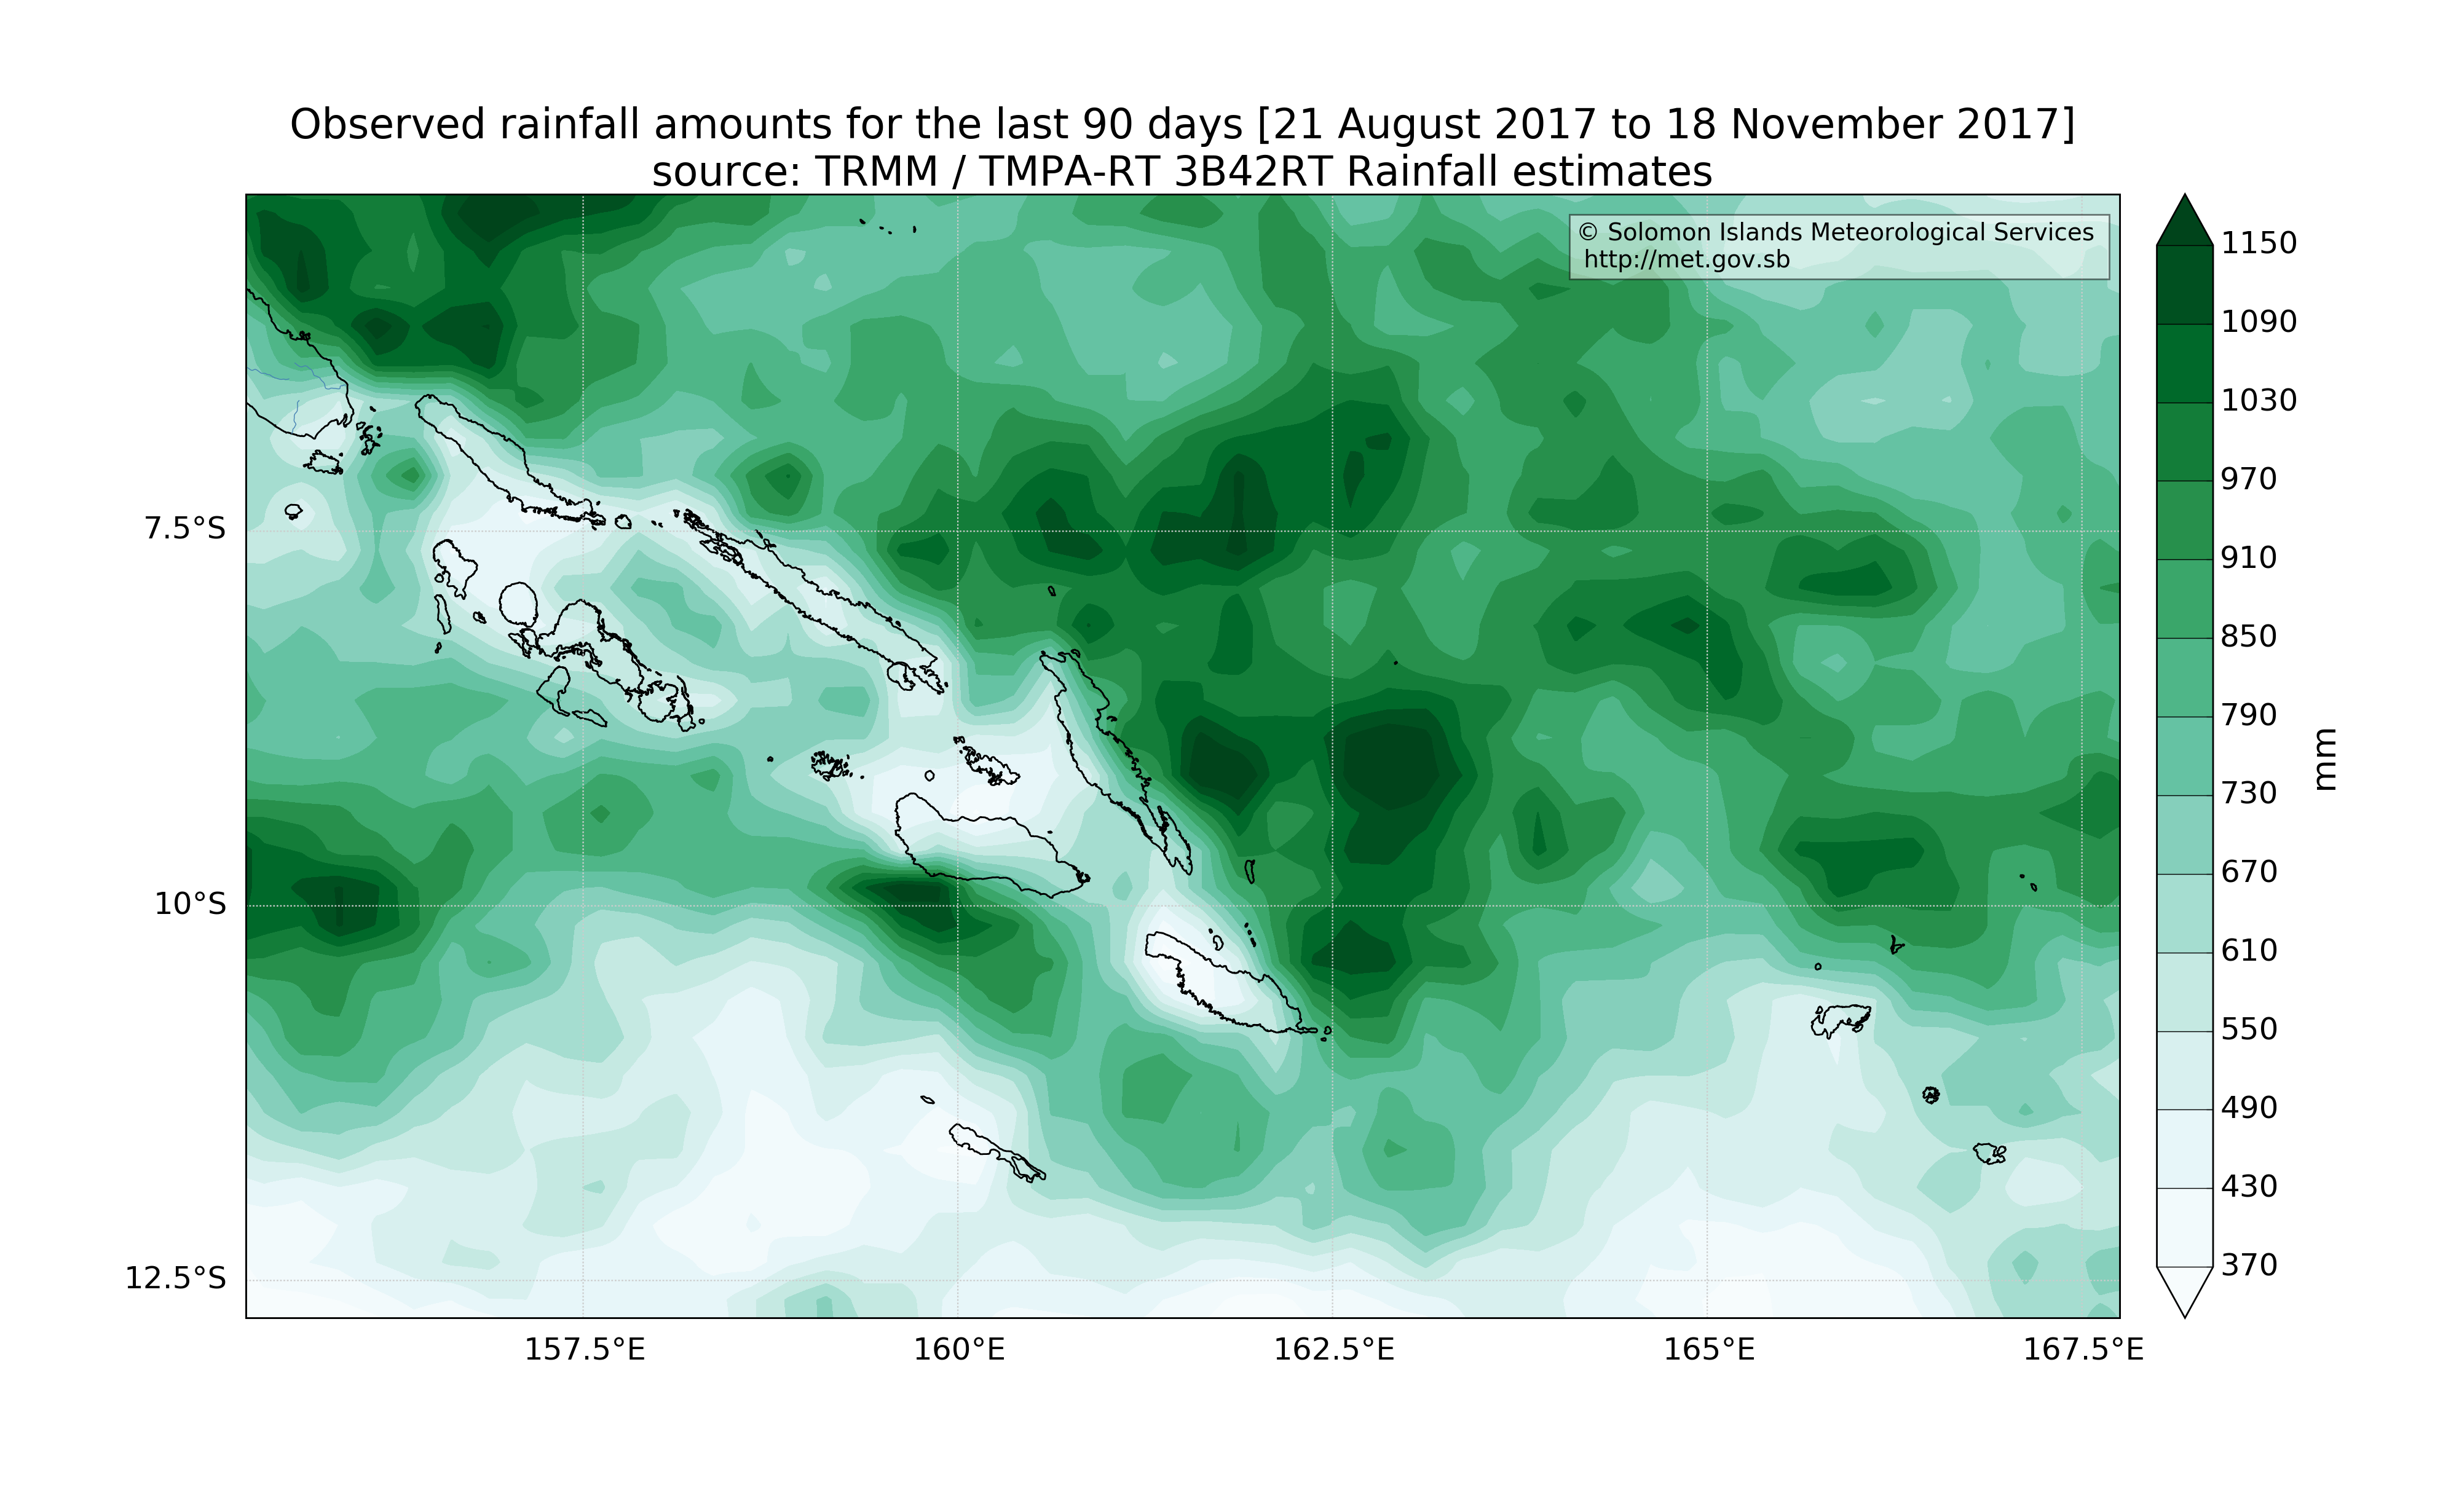 Observed rainfall amounts for the last 90 days [21 August 2017 to 18 November 2017]
source: TRMM / TMPA-RT 3B42RT Rainfall estimates
© Solomon Islands Meteorological Services
http://met.gov.sb
7.5°S
10°S
12.5°S
157.5°E
160°E
162.5°E
165°E
167.5°E
1150
1090
1030
970
910
850
790
730
670
610
550
490
430
370
mm